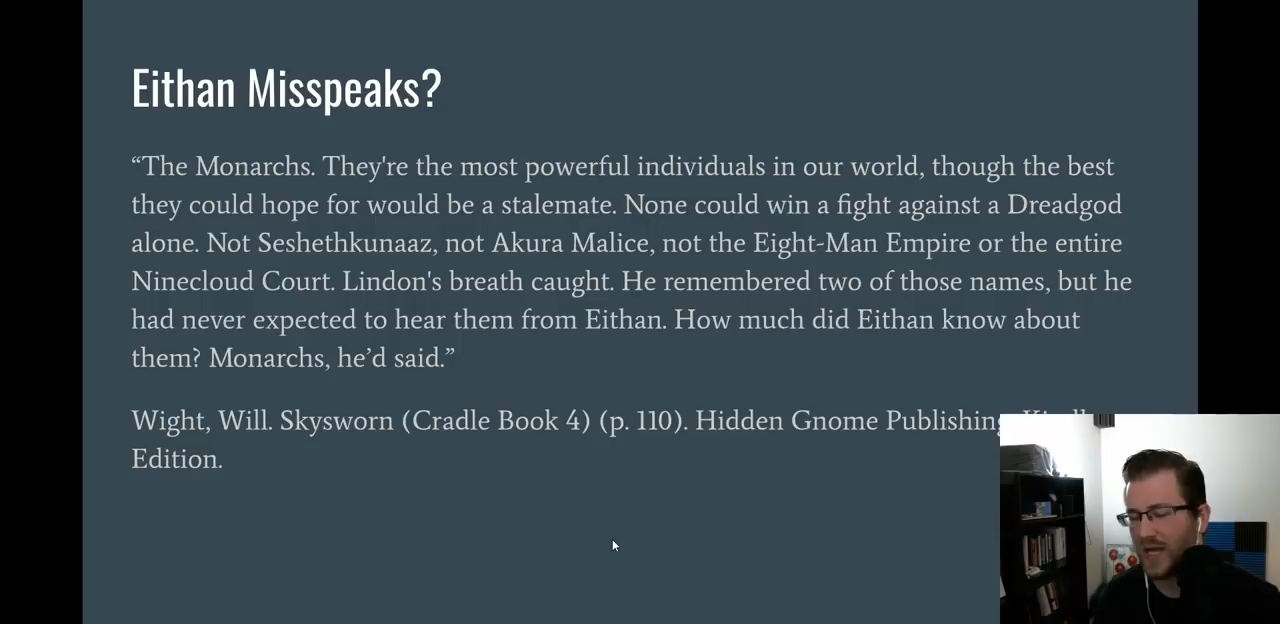 Eithan Misspeaks?
“The Monarchs. They're the most powerful individuals in our world, though the best
they could hope for would be a stalemate. None could win a fight against a Dreadgod
alone. Not Seshethkunaaz, not Akura Malice, not the Eight-Man Empire or the entire
Ninecloud Court. Lindon's breath caught. He remembered two of those names, but he
had never expected to hear them from Eithan. How much did Eithan know about
them? Monarchs, he’d said.”
Wight, Will. Skysworn (Cradle Book 4) (p. 110). Hidden Gnome Publishing
Edition.